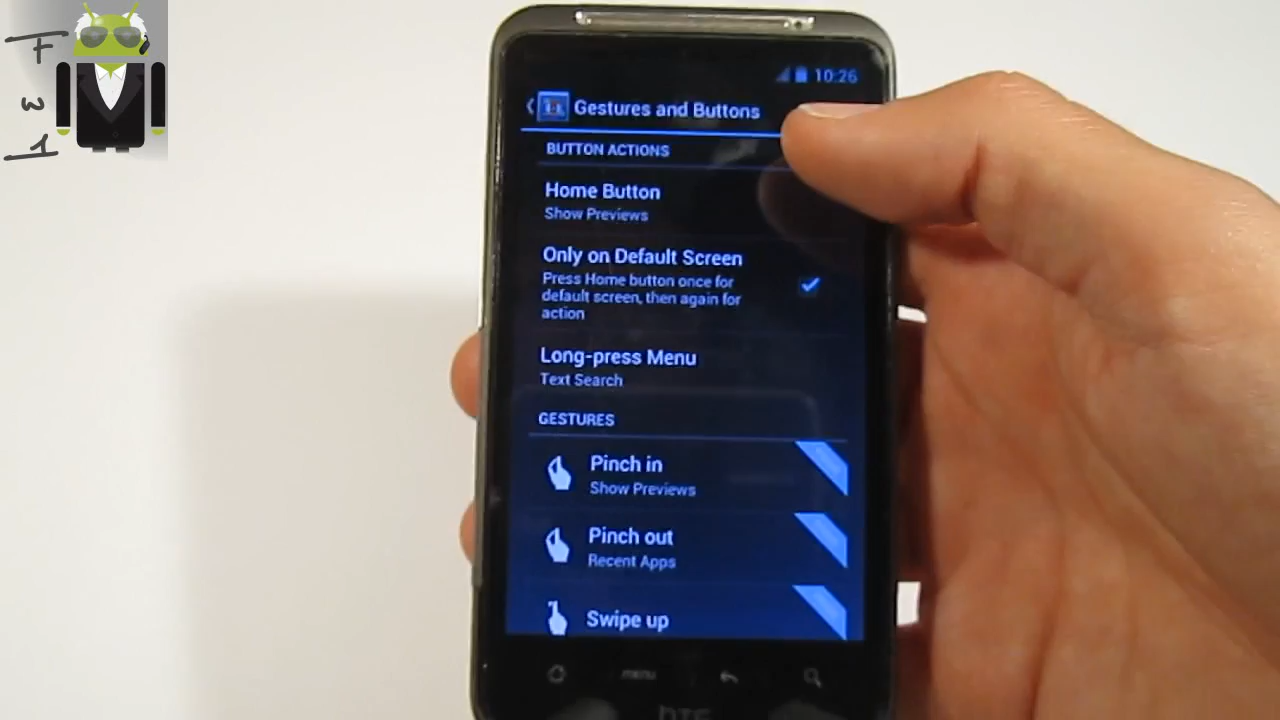 F
W
1
10:26
Gestures and Buttons
BUTTON ACTIONS
Home Button
Show Previews
Only on Default Screen
Press Home button once for
default screen, then again for
action
Long-press Menu
Text Search
GESTURES
Pinch in
Show Previews
Pinch out
Recent Apps
Swipe up
menu
hTC